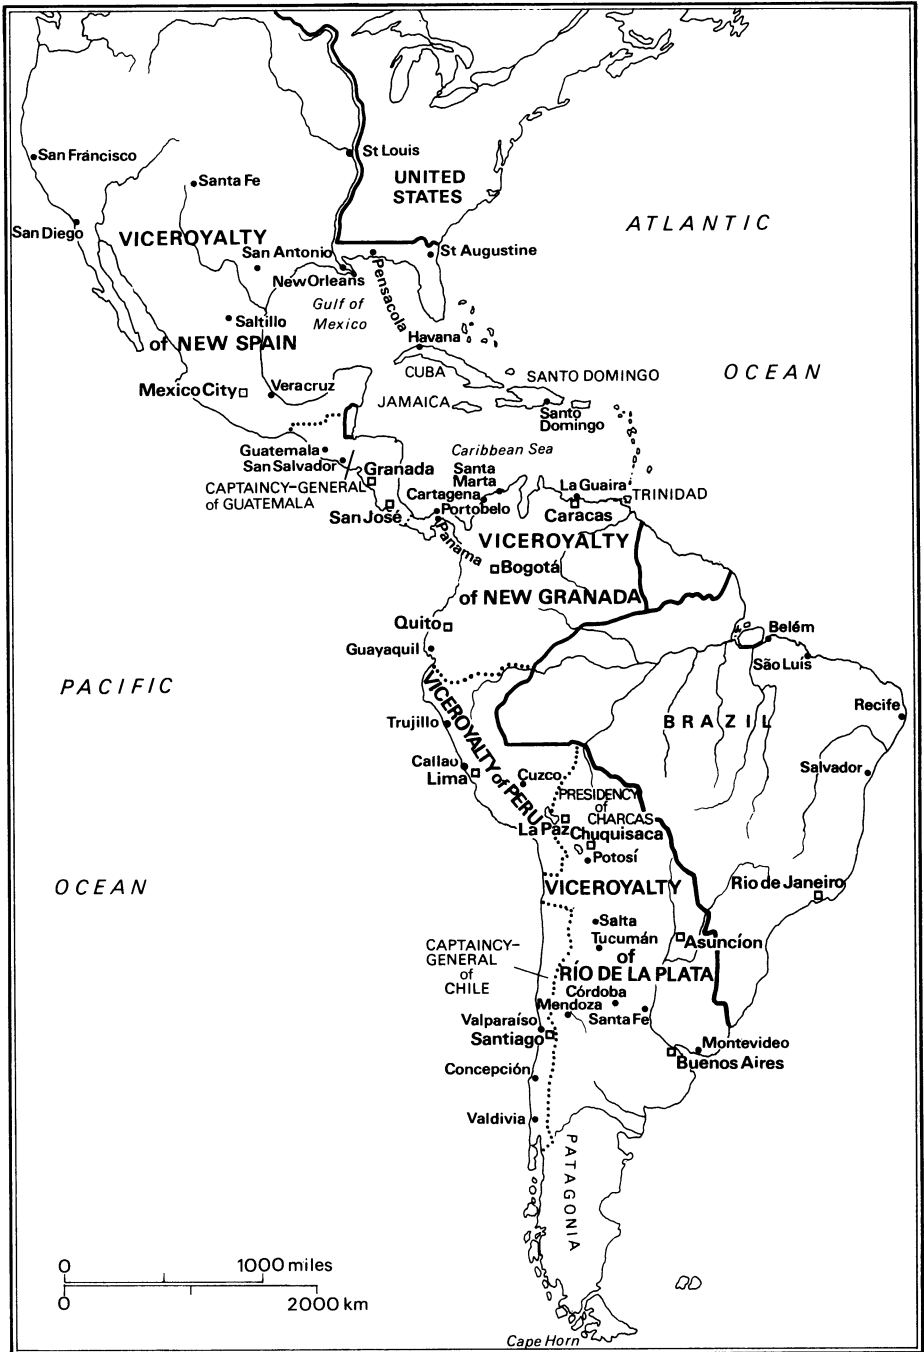 St Louis
San Fráncisco
UNITED
STATES
Santa Fe
ATLANTIC
San Diego
VICEROYALTY
San Antonio
St Augustine
New Orleans
Pensacola
Gulf of
Mexico
Saltillo
of NEW SPAIN
Havana
CUBA
SANTO DOMINGO
OCEAN
Mexico City
Veracruz
JAMAICA
Santo
Domingo
Guatemala
San Salvador
Caribbean Sea
CAPTAINCY-GENERAL
of GUATEMALA
Granada
Santa
Marta
La Guaira
TRINIDAD
Cartagena
Portobelo
Caracas
San José
Panama
VICEROYALTY
Bogotá
of NEW GRANADA
Quito
Belém
Guayaquil
São Luis
PACIFIC
VICEROYALTY of PERU
Recife
Trujillo
BRAZIL
Callao
Lima
Cuzco
Salvador
PRESIDENCY
of
CHARCAS
La Paz
Chuquisaca
Potosí
OCEAN
VICEROYALTY
Rio de Janeiro
Salta
Tucumán
Asuncíon
of
RÍO DE LA PLATA
CAPTAINCY-
GENERAL
of
CHILE
Córdoba
Mendoza
Santa Fe
Valparaíso
Santiago
Montevideo
Buenos Aires
Concepción
Valdivia
PATAGONIA
0 1000 miles
0 2000 km
Cape Horn